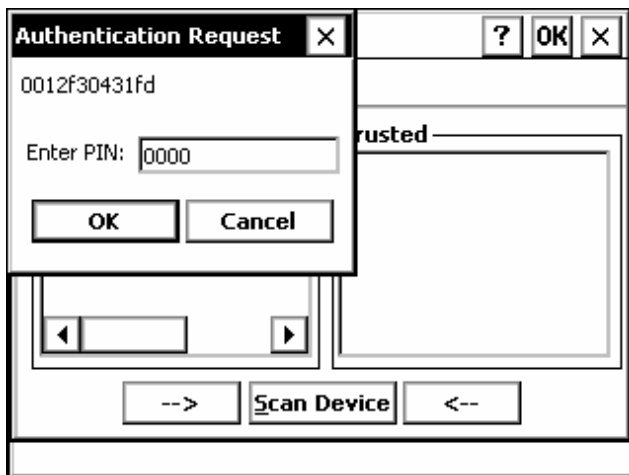 Authentication Request ×
? OK ×
0012f30431fd
Enter PIN: 0000
rusted
OK Cancel
--> Scan Device <--